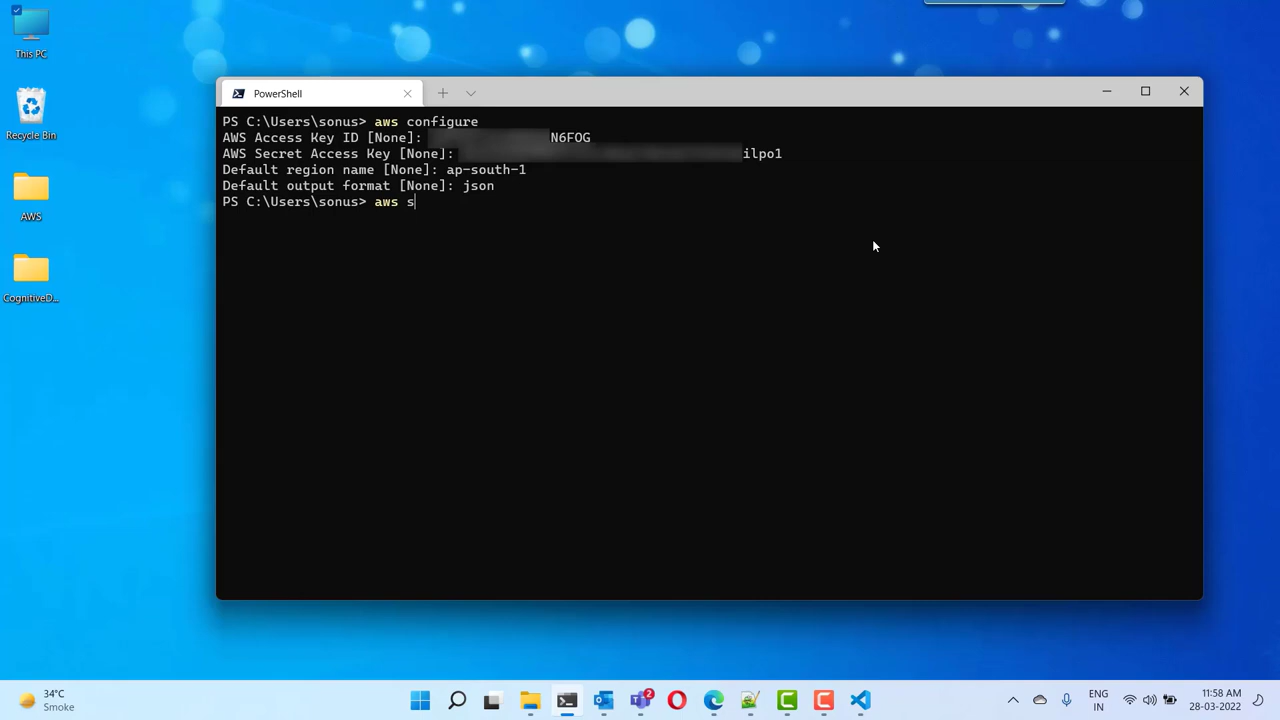 This PC
Recycle Bin
AWS
CognitiveD...
PowerShell
PS C:\Users\sonus> aws configure
AWS Access Key ID [None]: N6FOG
AWS Secret Access Key [None]: ilpo1
Default region name [None]: ap-south-1
Default output format [None]: json
PS C:\Users\sonus> aws s
34°C
Smoke
2
ENG
IN
11:58 AM
28-03-2022